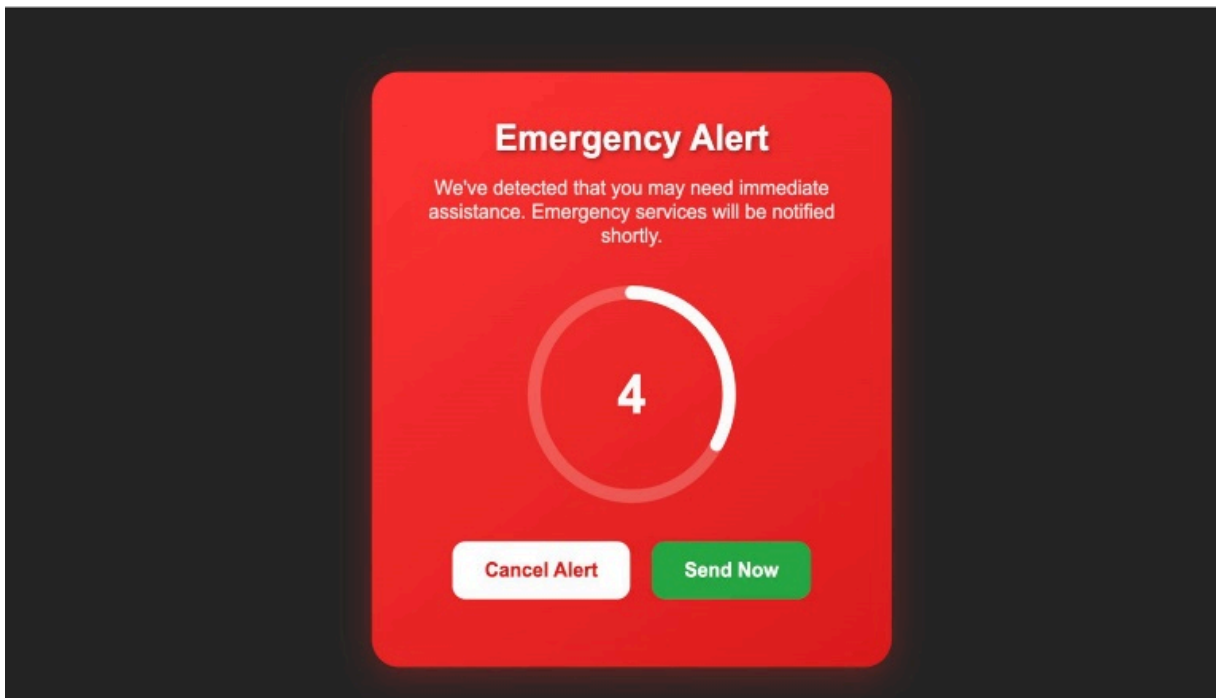 Emergency Alert
We've detected that you may need immediate
assistance. Emergency services will be notified
shortly.
4
Cancel Alert
Send Now